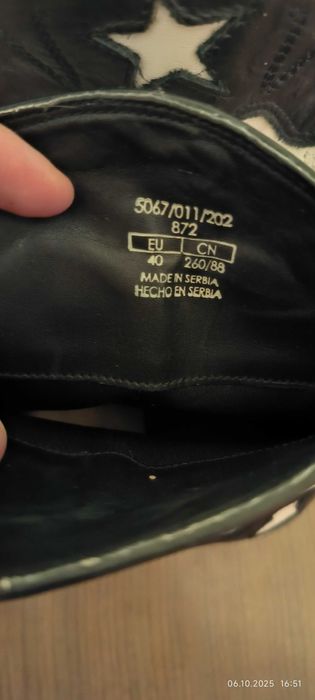 5067/011/202
872
EU CN
40 260/88
MADE IN SERBIA
HECHO EN SERBIA
06.10.2025 16:51